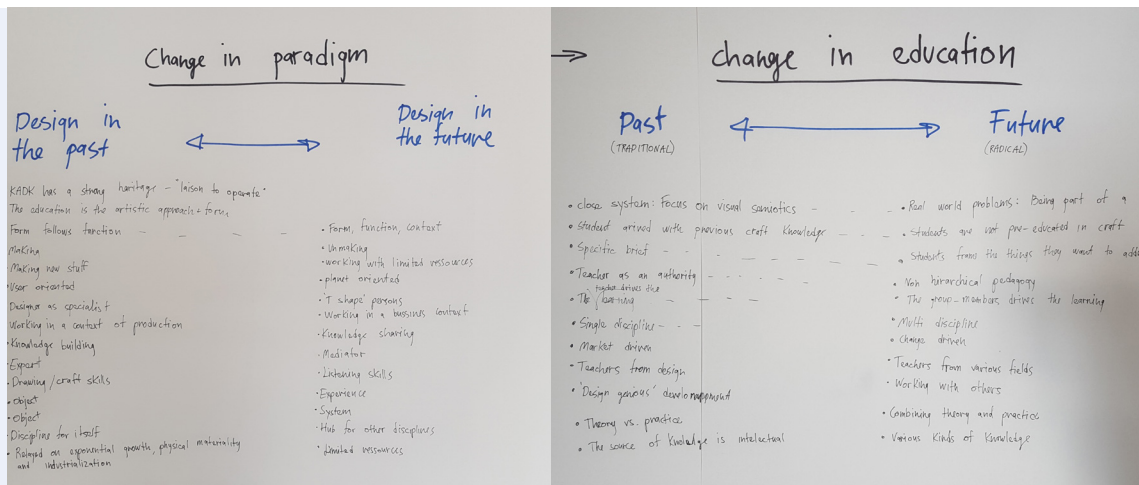 Change in paradigm
Design in
the past
Design in
the future
KADK has a strong heritage – "laison to operate"
The education is the artistic approach + form
Form follows function
Making
Making new stuff
User oriented
Designer as specialist
Working in a context of production
• Knowledge building
• Expert
• Drawing/craft skills
• Object
• Object
Discipline for itself
• Relayed on exponential growth, physical materiality
and industrialization
• Form, function, context
• Unmaking
• working with limited ressources
• planet oriented
• 'T shape' persons
• Working in a bussines context
• Knowledge sharing
• Mediator
• Listening skills
• Experience
• System
• Hub for other disciplines
• Limited ressources
→ change in education
Past
(TRADITIONAL)
Future
(RADICAL)
• close system: Focus on visual semiotics
• Student arived with previous craft Knowledge
• Specific brief
• Teacher as an authority
teacher drives the
• The learning
• Single discipline
• Market driven
• Teachers from design
• 'Design genious' development
• Theory vs. practice
• The source of Knoledge is intelectual
• Real world problems: Being part of a
• Students are not pre-educated in craft
• Students frams the things they want to
• Non hierarchical pedagogy
• The group-members drives the learning
• Multi discipline
• Change driven
• Teachers from various fields
• Working with others
• Combining theory and practice
• Various Kinds of Knowledge